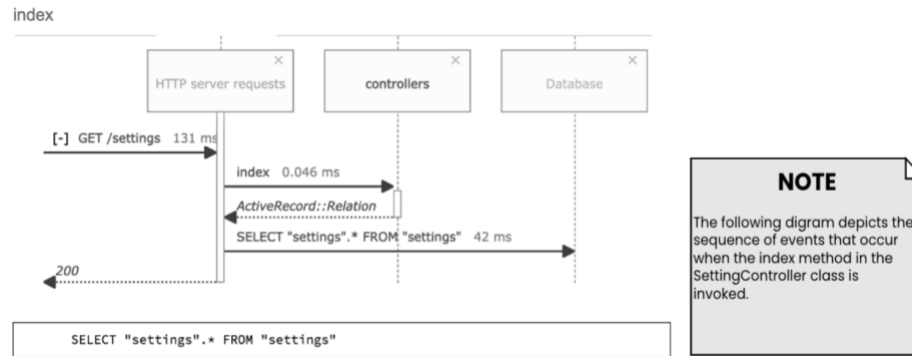 index
HTTP server requests
controllers
Database
[-] GET /settings 131 ms
index 0.046 ms
ActiveRecord::Relation
SELECT "settings".* FROM "settings" 42 ms
200
SELECT "settings".* FROM "settings"
NOTE
The following digram depicts the
sequence of events that occur
when the index method in the
SettingController class is
invoked.